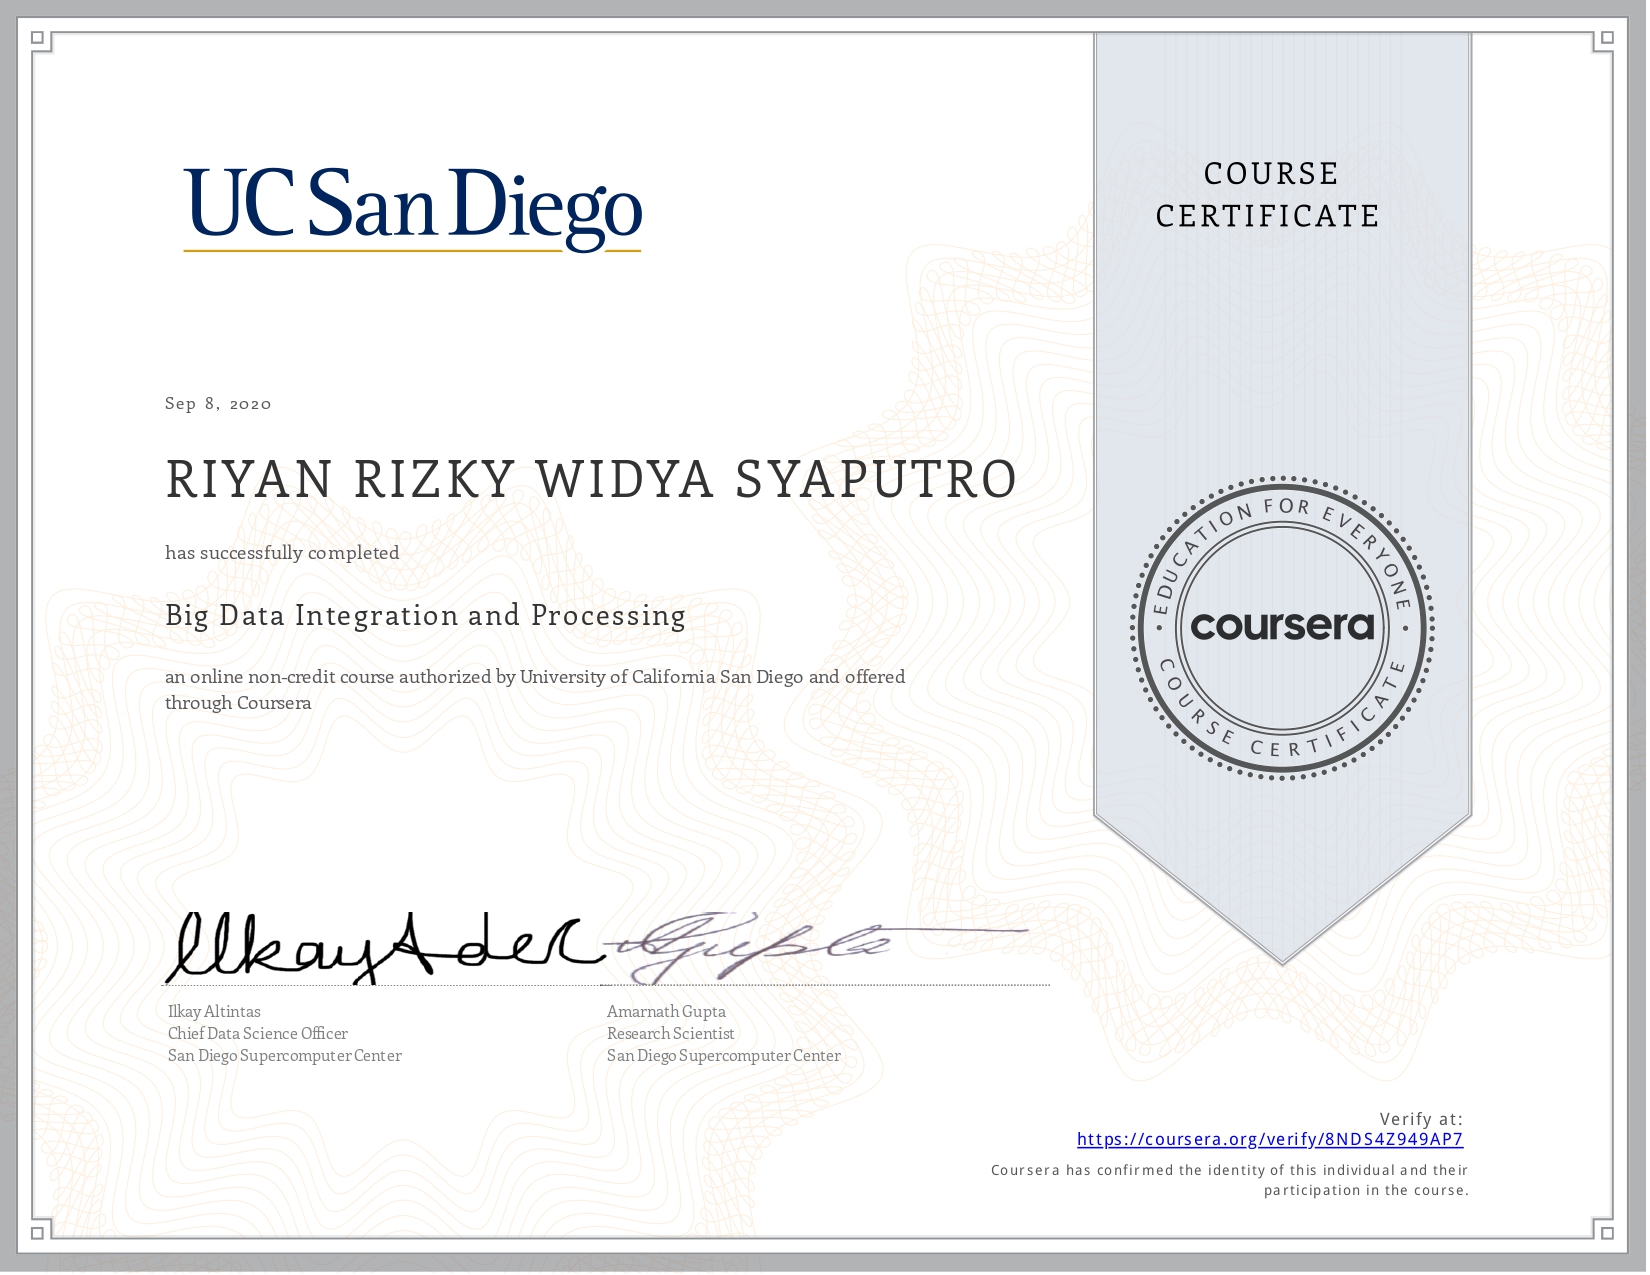 UC San Diego
COURSE
CERTIFICATE
Sep 8, 2020
RIYAN RIZKY WIDYA SYAPUTRO
has successfully completed
Big Data Integration and Processing
an online non-credit course authorized by University of California San Diego and offered
through Coursera
EDUCATION FOR EVERYONE
coursera
COURSE CERTIFICATE
Ilkay Altintas
Chief Data Science Officer
San Diego Supercomputer Center
Amarnath Gupta
Research Scientist
San Diego Supercomputer Center
Verify at:
https://coursera.org/verify/8NDS4Z949AP7
Coursera has confirmed the identity of this individual and their
participation in the course.